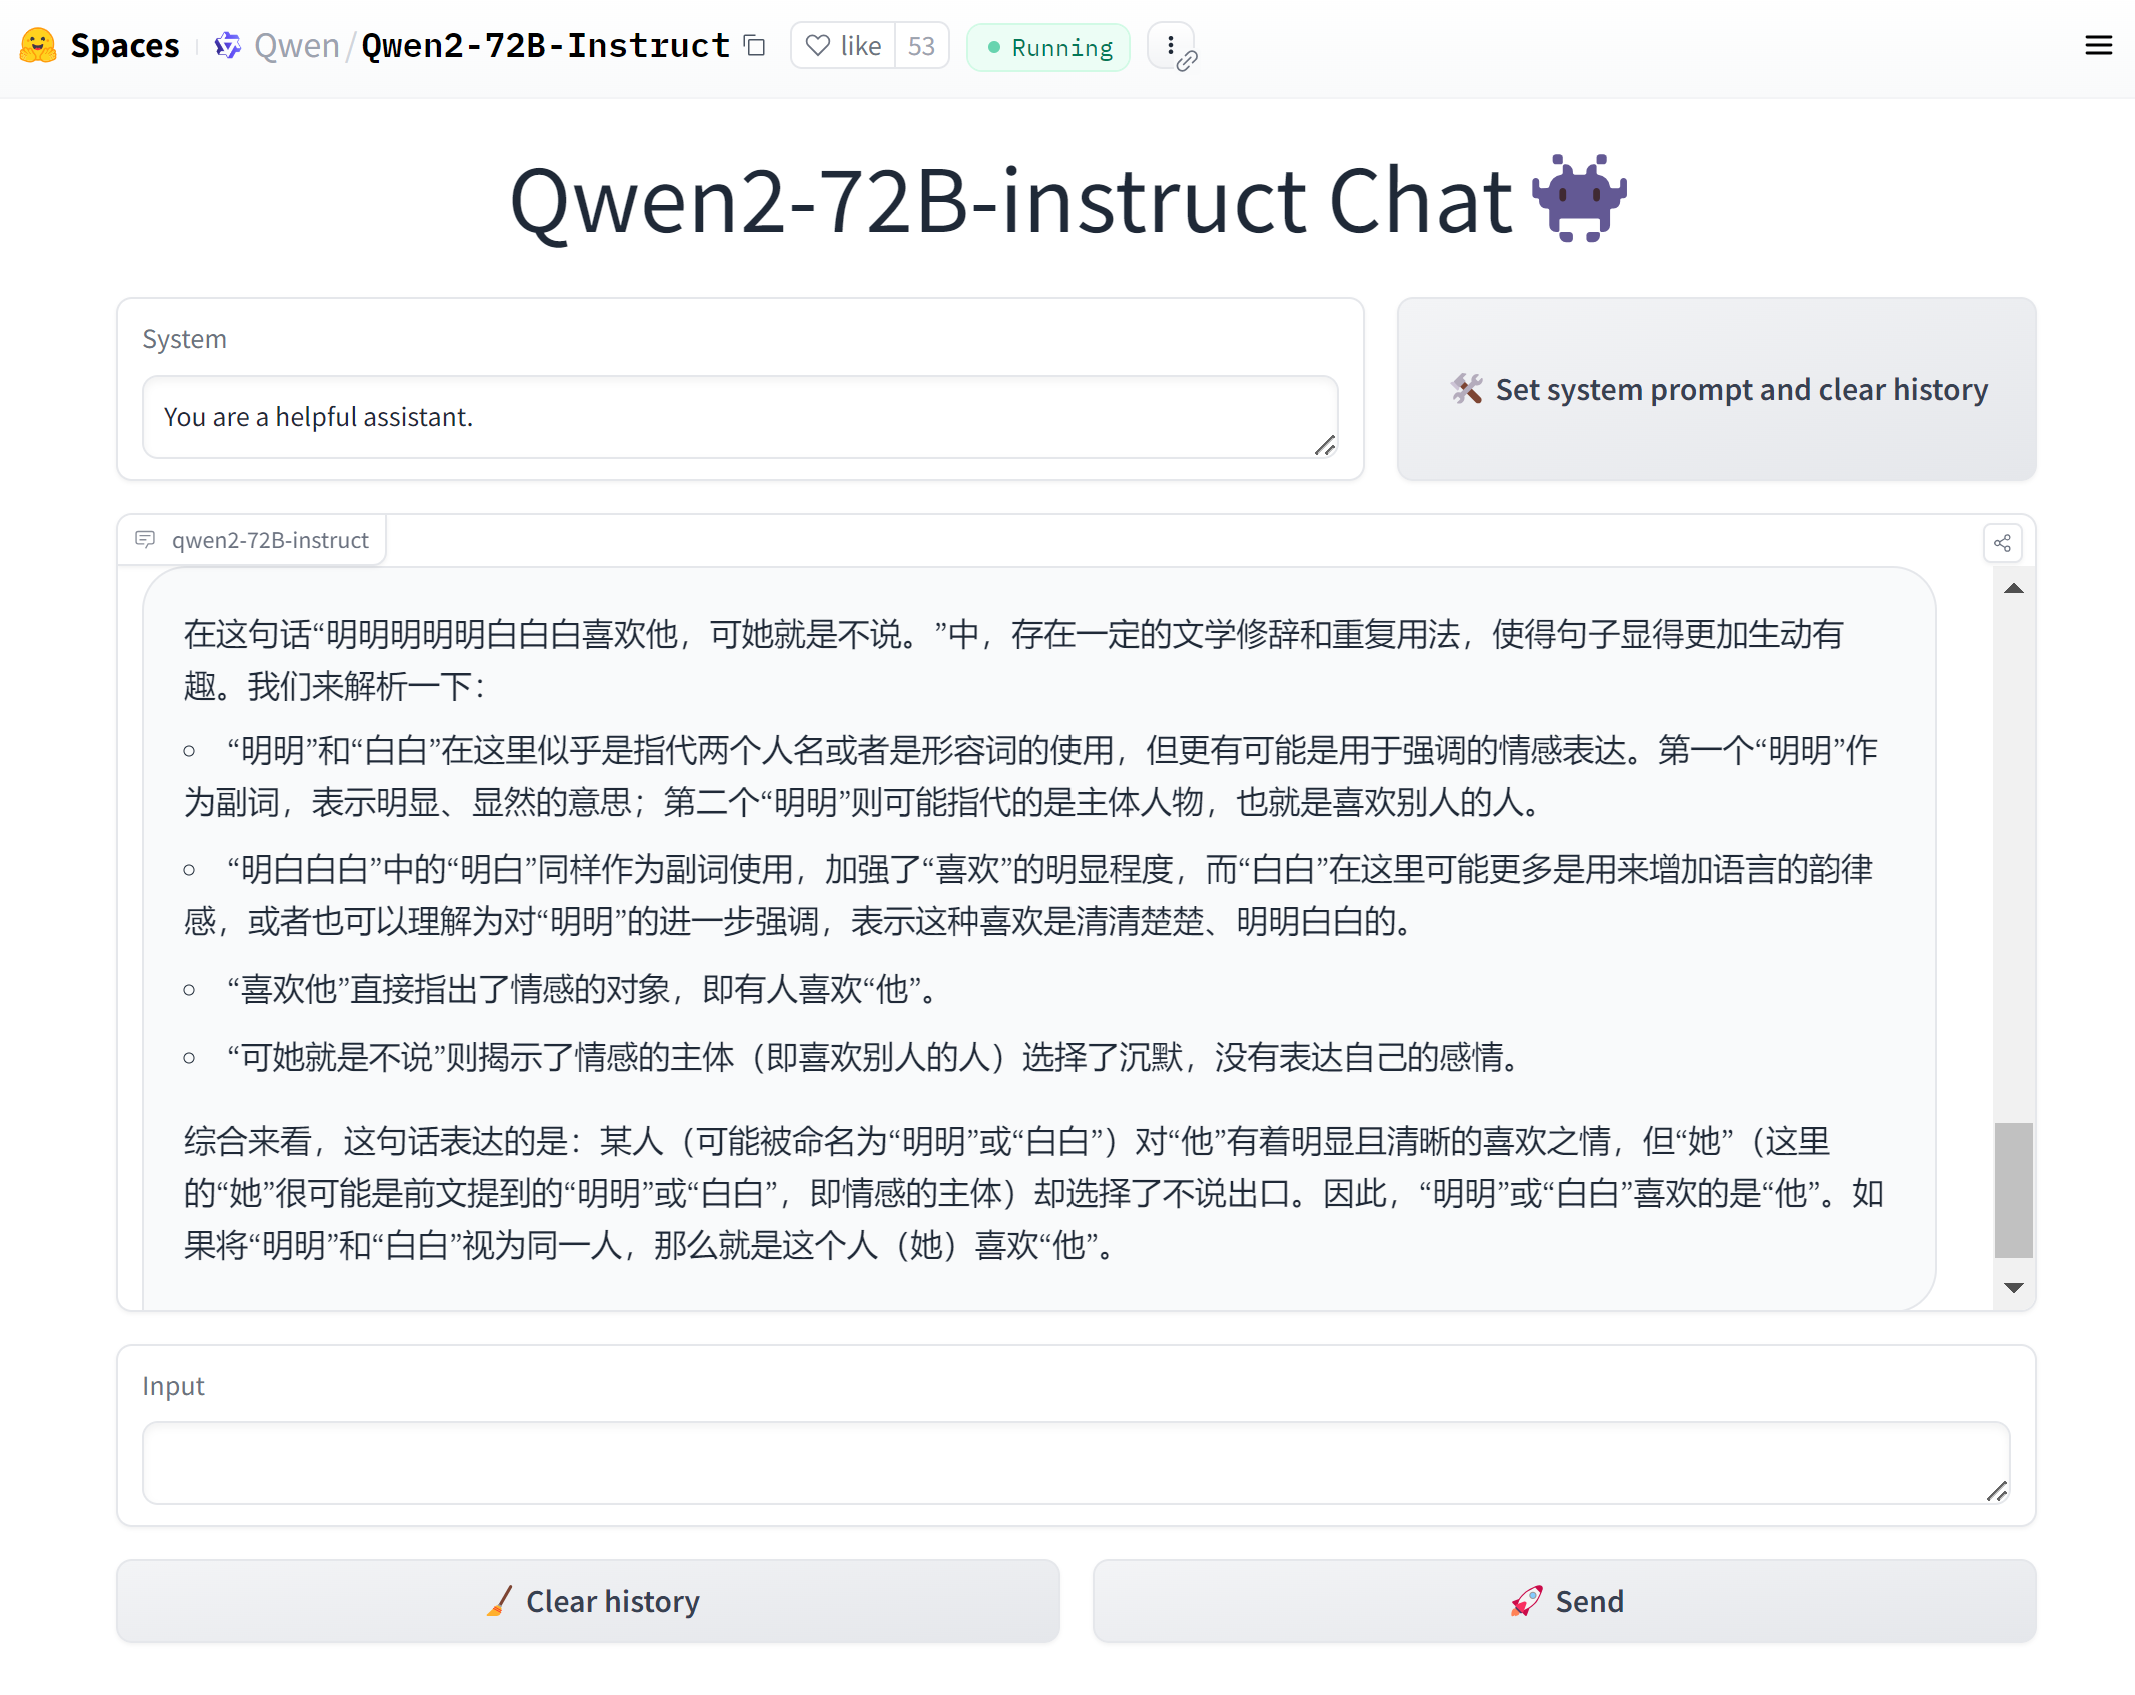 Spaces Qwen/Qwen2-72B-Instruct like 53 Running
Qwen2-72B-instruct Chat
System
You are a helpful assistant.
Set system prompt and clear history
qwen2-72B-instruct
在这句话“明明明明明白白白喜欢他，可她就是不说。”中，存在一定的文学修辞和重复用法，使得句子显得更加生动有
趣。我们来解析一下：
“明明”和“白白”在这里似乎是指代两个人名或者是形容词的使用，但更有可能是用于强调的情感表达。第一个“明明”作
为副词，表示明显、显然的意思；第二个“明明”则可能指代的是主体人物，也就是喜欢别人的人。
“明白白白”中的“明白”同样作为副词使用，加强了“喜欢”的明显程度，而“白白”在这里可能更多是用来增加语言的韵律
感，或者也可以理解为对“明明”的进一步强调，表示这种喜欢是清清楚楚、明明白白的。
“喜欢他”直接指出了情感的对象，即有人喜欢“他”。
“可她就是不说”则揭示了情感的主体（即喜欢别人的人）选择了沉默，没有表达自己的感情。
综合来看，这句话表达的是：某人（可能被命名为“明明”或“白白”）对“他”有着明显且清晰的喜欢之情，但“她”（这里
的“她”很可能是前文提到的“明明”或“白白”，即情感的主体）却选择了不说出口。因此，“明明”或“白白”喜欢的是“他”。如
果将“明明”和“白白”视为同一人，那么就是这个人（她）喜欢“他”。
Input
Clear history
Send